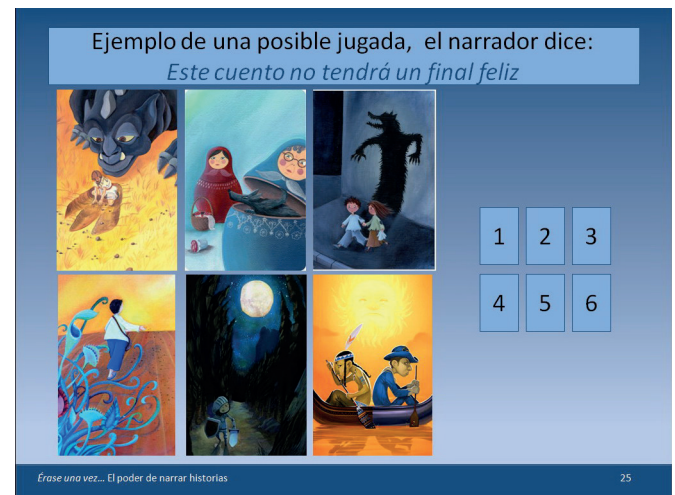 Ejemplo de una posible jugada, el narrador dice:
Este cuento no tendrá un final feliz
1 2 3
4 5 6
Érase una vez... El poder de narrar historias 25